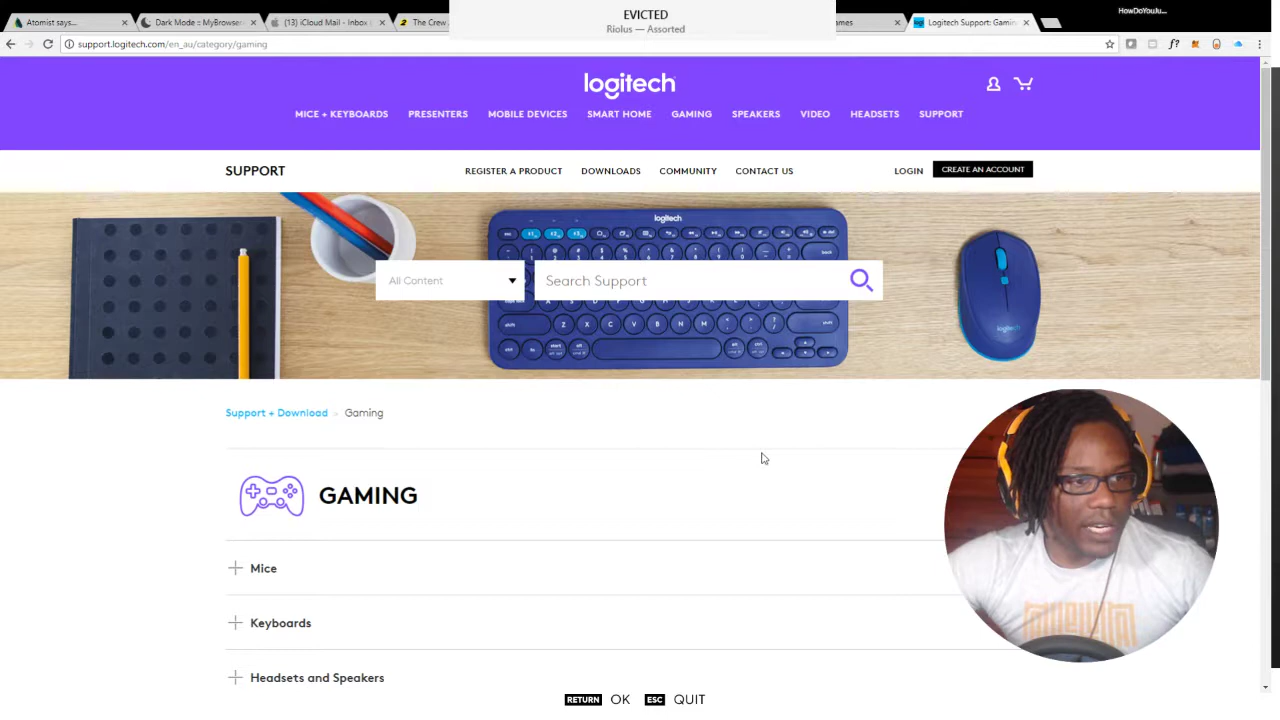 Atomist says...
Dark Mode :: MyBrowser
(13) iCloud Mail - Inbox (
The Crew
EVICTED
Riolus — Assorted
ames
Logitech Support: Gamin
HowDoYouJu...
support.logitech.com/en_au/category/gaming
f?
logitech
MICE + KEYBOARDS PRESENTERS MOBILE DEVICES SMART HOME GAMING SPEAKERS VIDEO HEADSETS SUPPORT
SUPPORT REGISTER A PRODUCT DOWNLOADS COMMUNITY CONTACT US LOGIN CREATE AN ACCOUNT
logitech
All Content
Search Support
Z X C V B N M
Support + Download > Gaming
GAMING
Mice
Keyboards
Headsets and Speakers
RETURN OK ESC QUIT